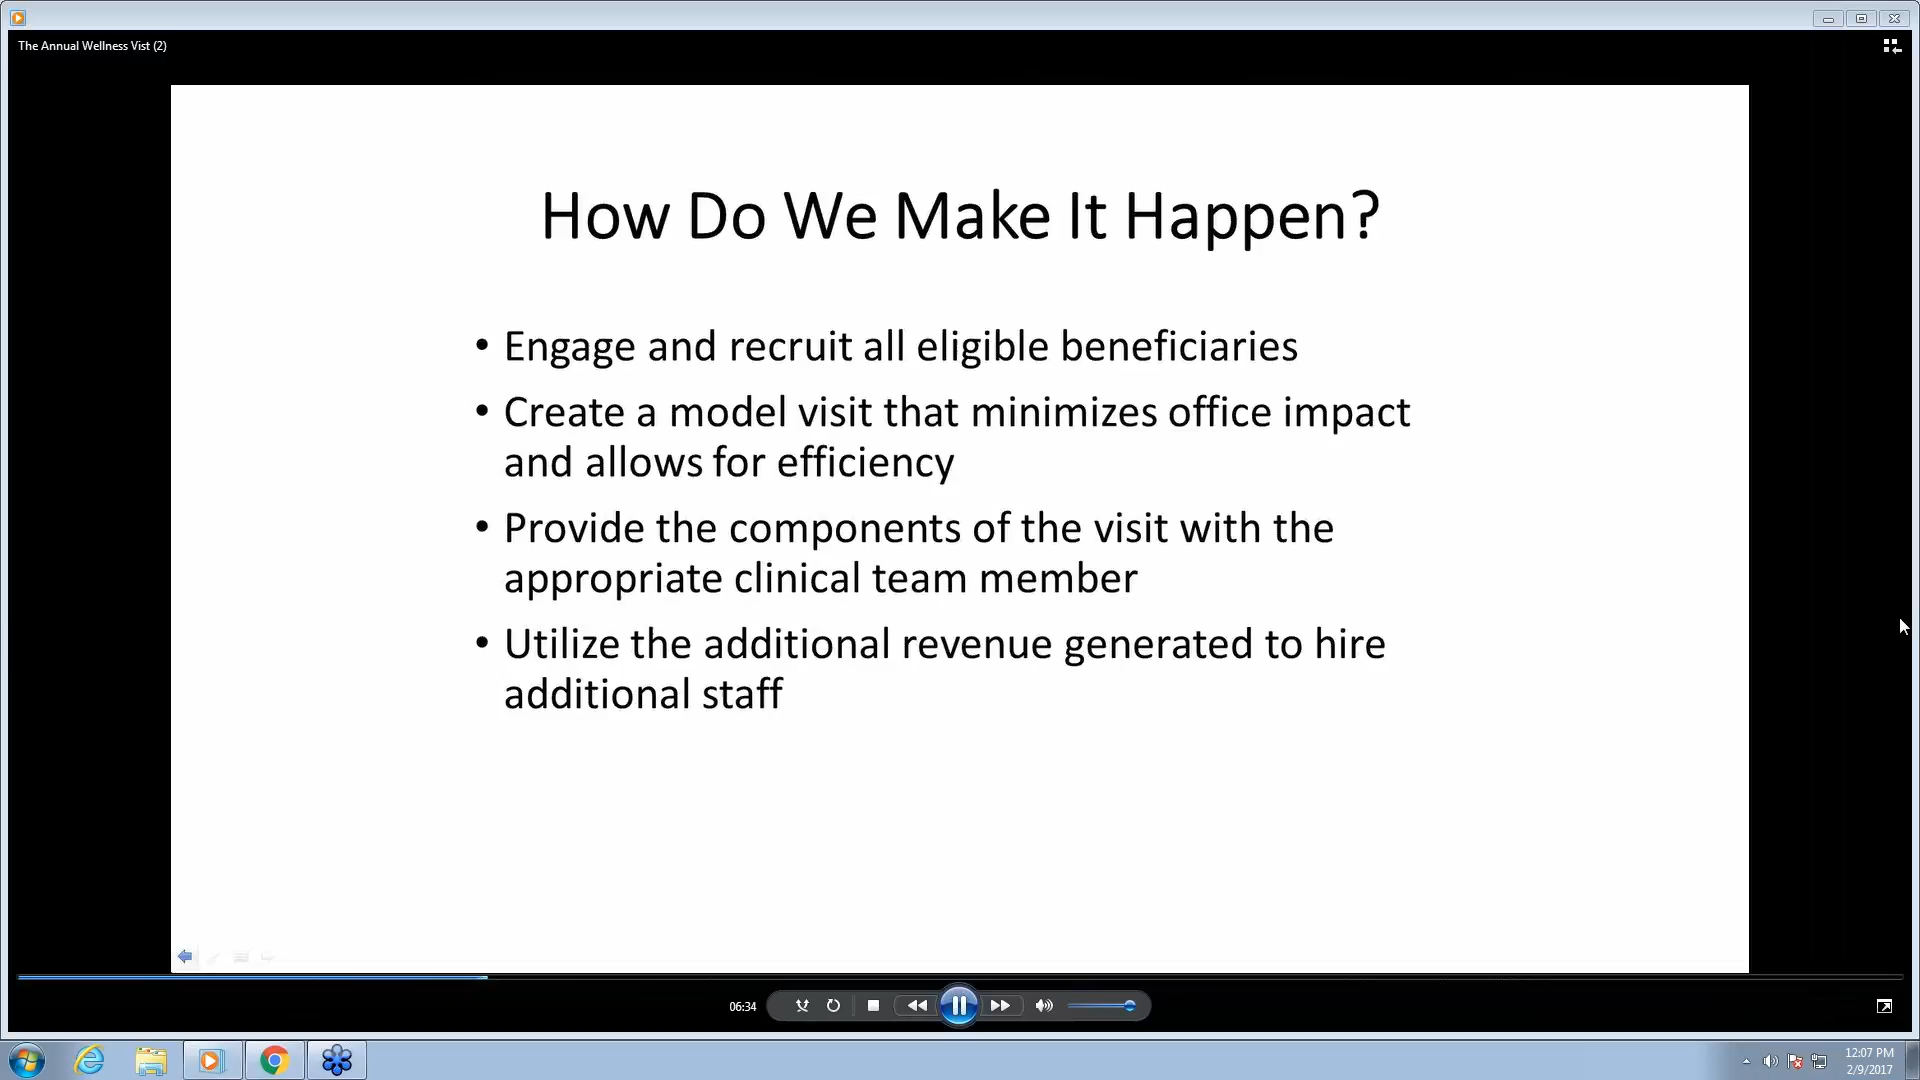 The Annual Wellness Vist (2)
How Do We Make It Happen?
• Engage and recruit all eligible beneficiaries
• Create a model visit that minimizes office impact
and allows for efficiency
• Provide the components of the visit with the
appropriate clinical team member
• Utilize the additional revenue generated to hire
additional staff
06:34
12:07 PM
2/9/2017